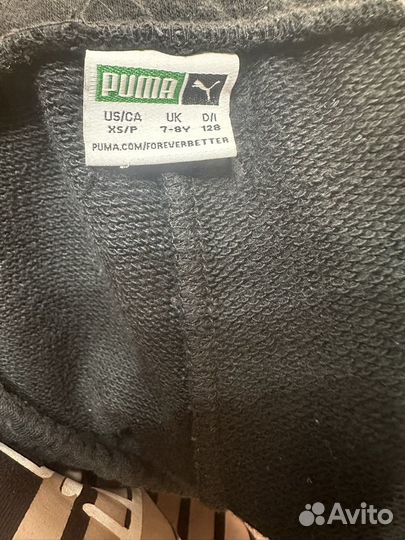 PUMA
US/CA UK D/I
XS/P 7-8Y 128
PUMA.COM/FOREVERBETTER
Avito